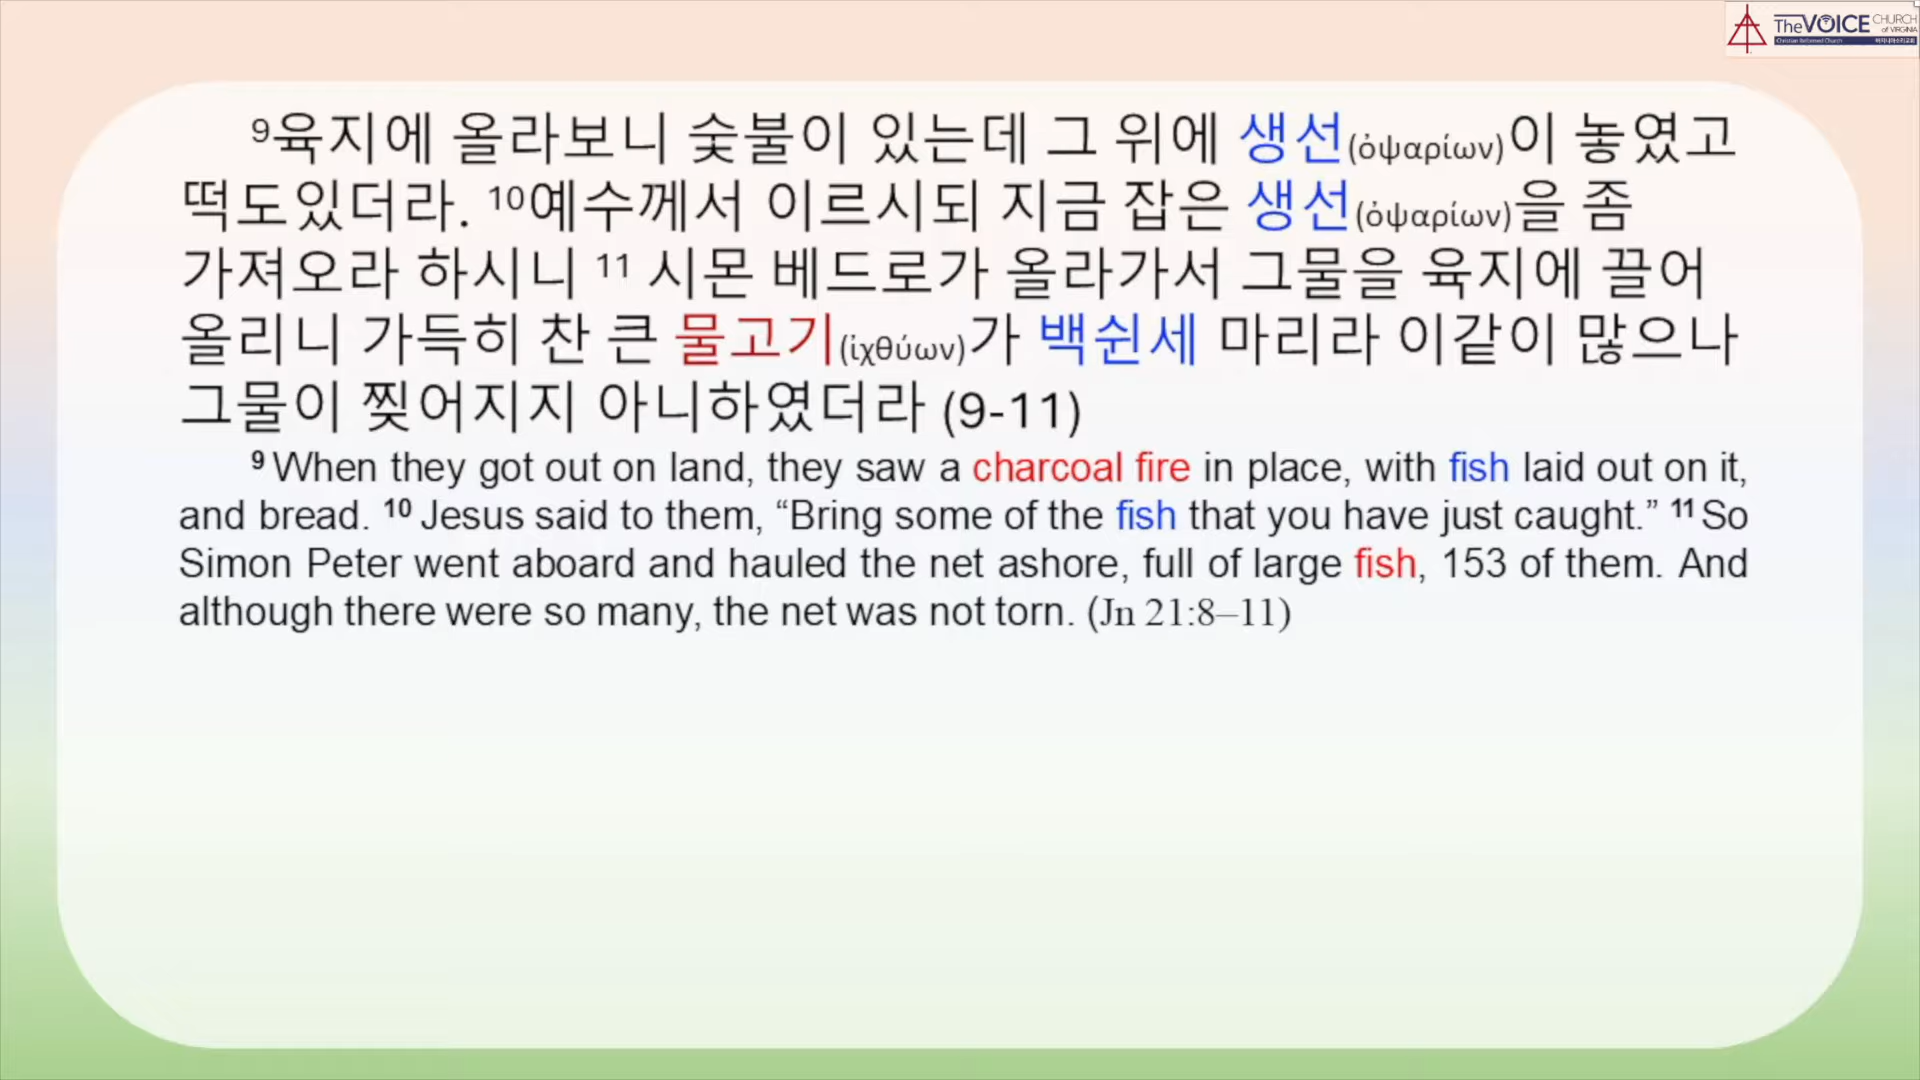 TheVOICE CHURCH
of VIRGINIA
Christian Reformed Church
⁹육지에 올라보니 숯불이 있는데 그 위에 생선(ὀψαρίων)이 놓였고
떡도있더라. ¹⁰예수께서 이르시되 지금 잡은 생선(ὀψαρίων)을 좀
가져오라 하시니 ¹¹ 시몬 베드로가 올라가서 그물을 육지에 끌어
올리니 가득히 찬 큰 물고기(ἰχθύων)가 백쉰세 마리라 이같이 많으나
그물이 찢어지지 아니하였더라 (9-11)
⁹ When they got out on land, they saw a charcoal fire in place, with fish laid out on it,
and bread. ¹⁰ Jesus said to them, “Bring some of the fish that you have just caught.” ¹¹ So
Simon Peter went aboard and hauled the net ashore, full of large fish, 153 of them. And
although there were so many, the net was not torn. (Jn 21:8–11)